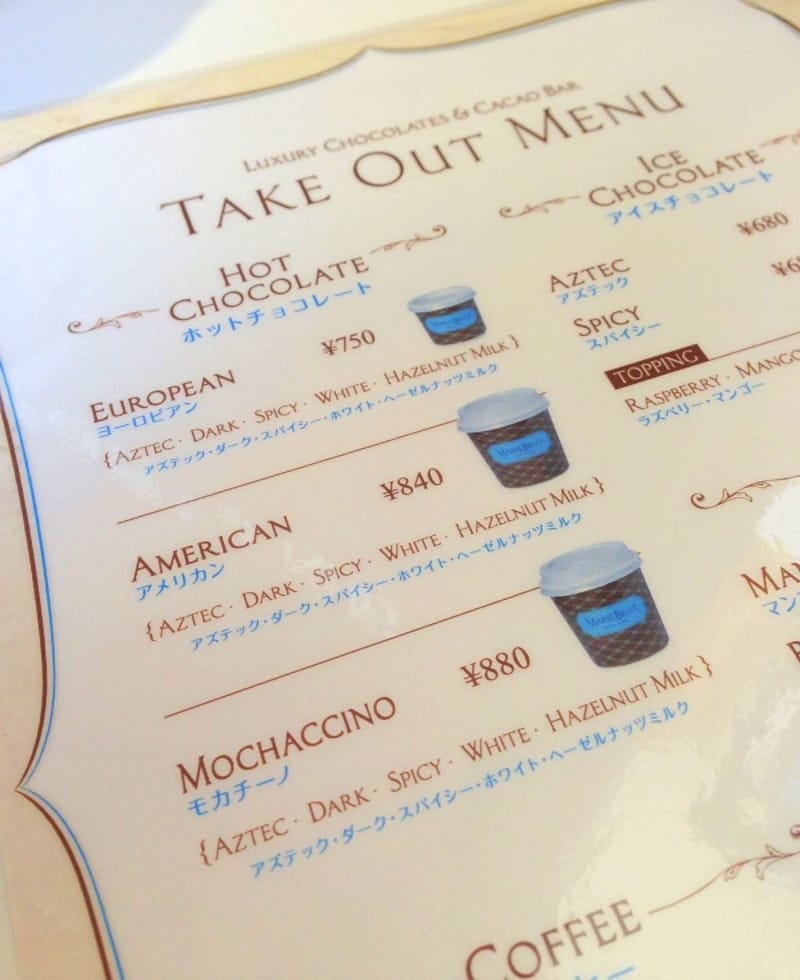 LUXURY CHOCOLATES & CACAO BAR
TAKE OUT MENU
HOT
CHOCOLATE
ホットチョコレート
EUROPEAN ¥750
ヨーロピアン
{AZTEC・DARK・SPICY・WHITE・HAZELNUT MILK}
アズテック・ダーク・スパイシー・ホワイト・ヘーゼルナッツミルク
MARIEBELLE
AMERICAN ¥840
アメリカン
{AZTEC・DARK・SPICY・WHITE・HAZELNUT MILK}
アズテック・ダーク・スパイシー・ホワイト・ヘーゼルナッツミルク
MARIEBELLE
MOCHACCINO ¥880
モカチーノ
{AZTEC・DARK・SPICY・WHITE・HAZELNUT MILK}
アズテック・ダーク・スパイシー・ホワイト・ヘーゼルナッツミルク
MARIEBELLE
ICE
CHOCOLATE
アイスチョコレート
AZTEC ¥680
アズテック
SPICY
スパイシー
TOPPING
RASPBERRY・MANGO
ラズベリー・マンゴー
COFFEE